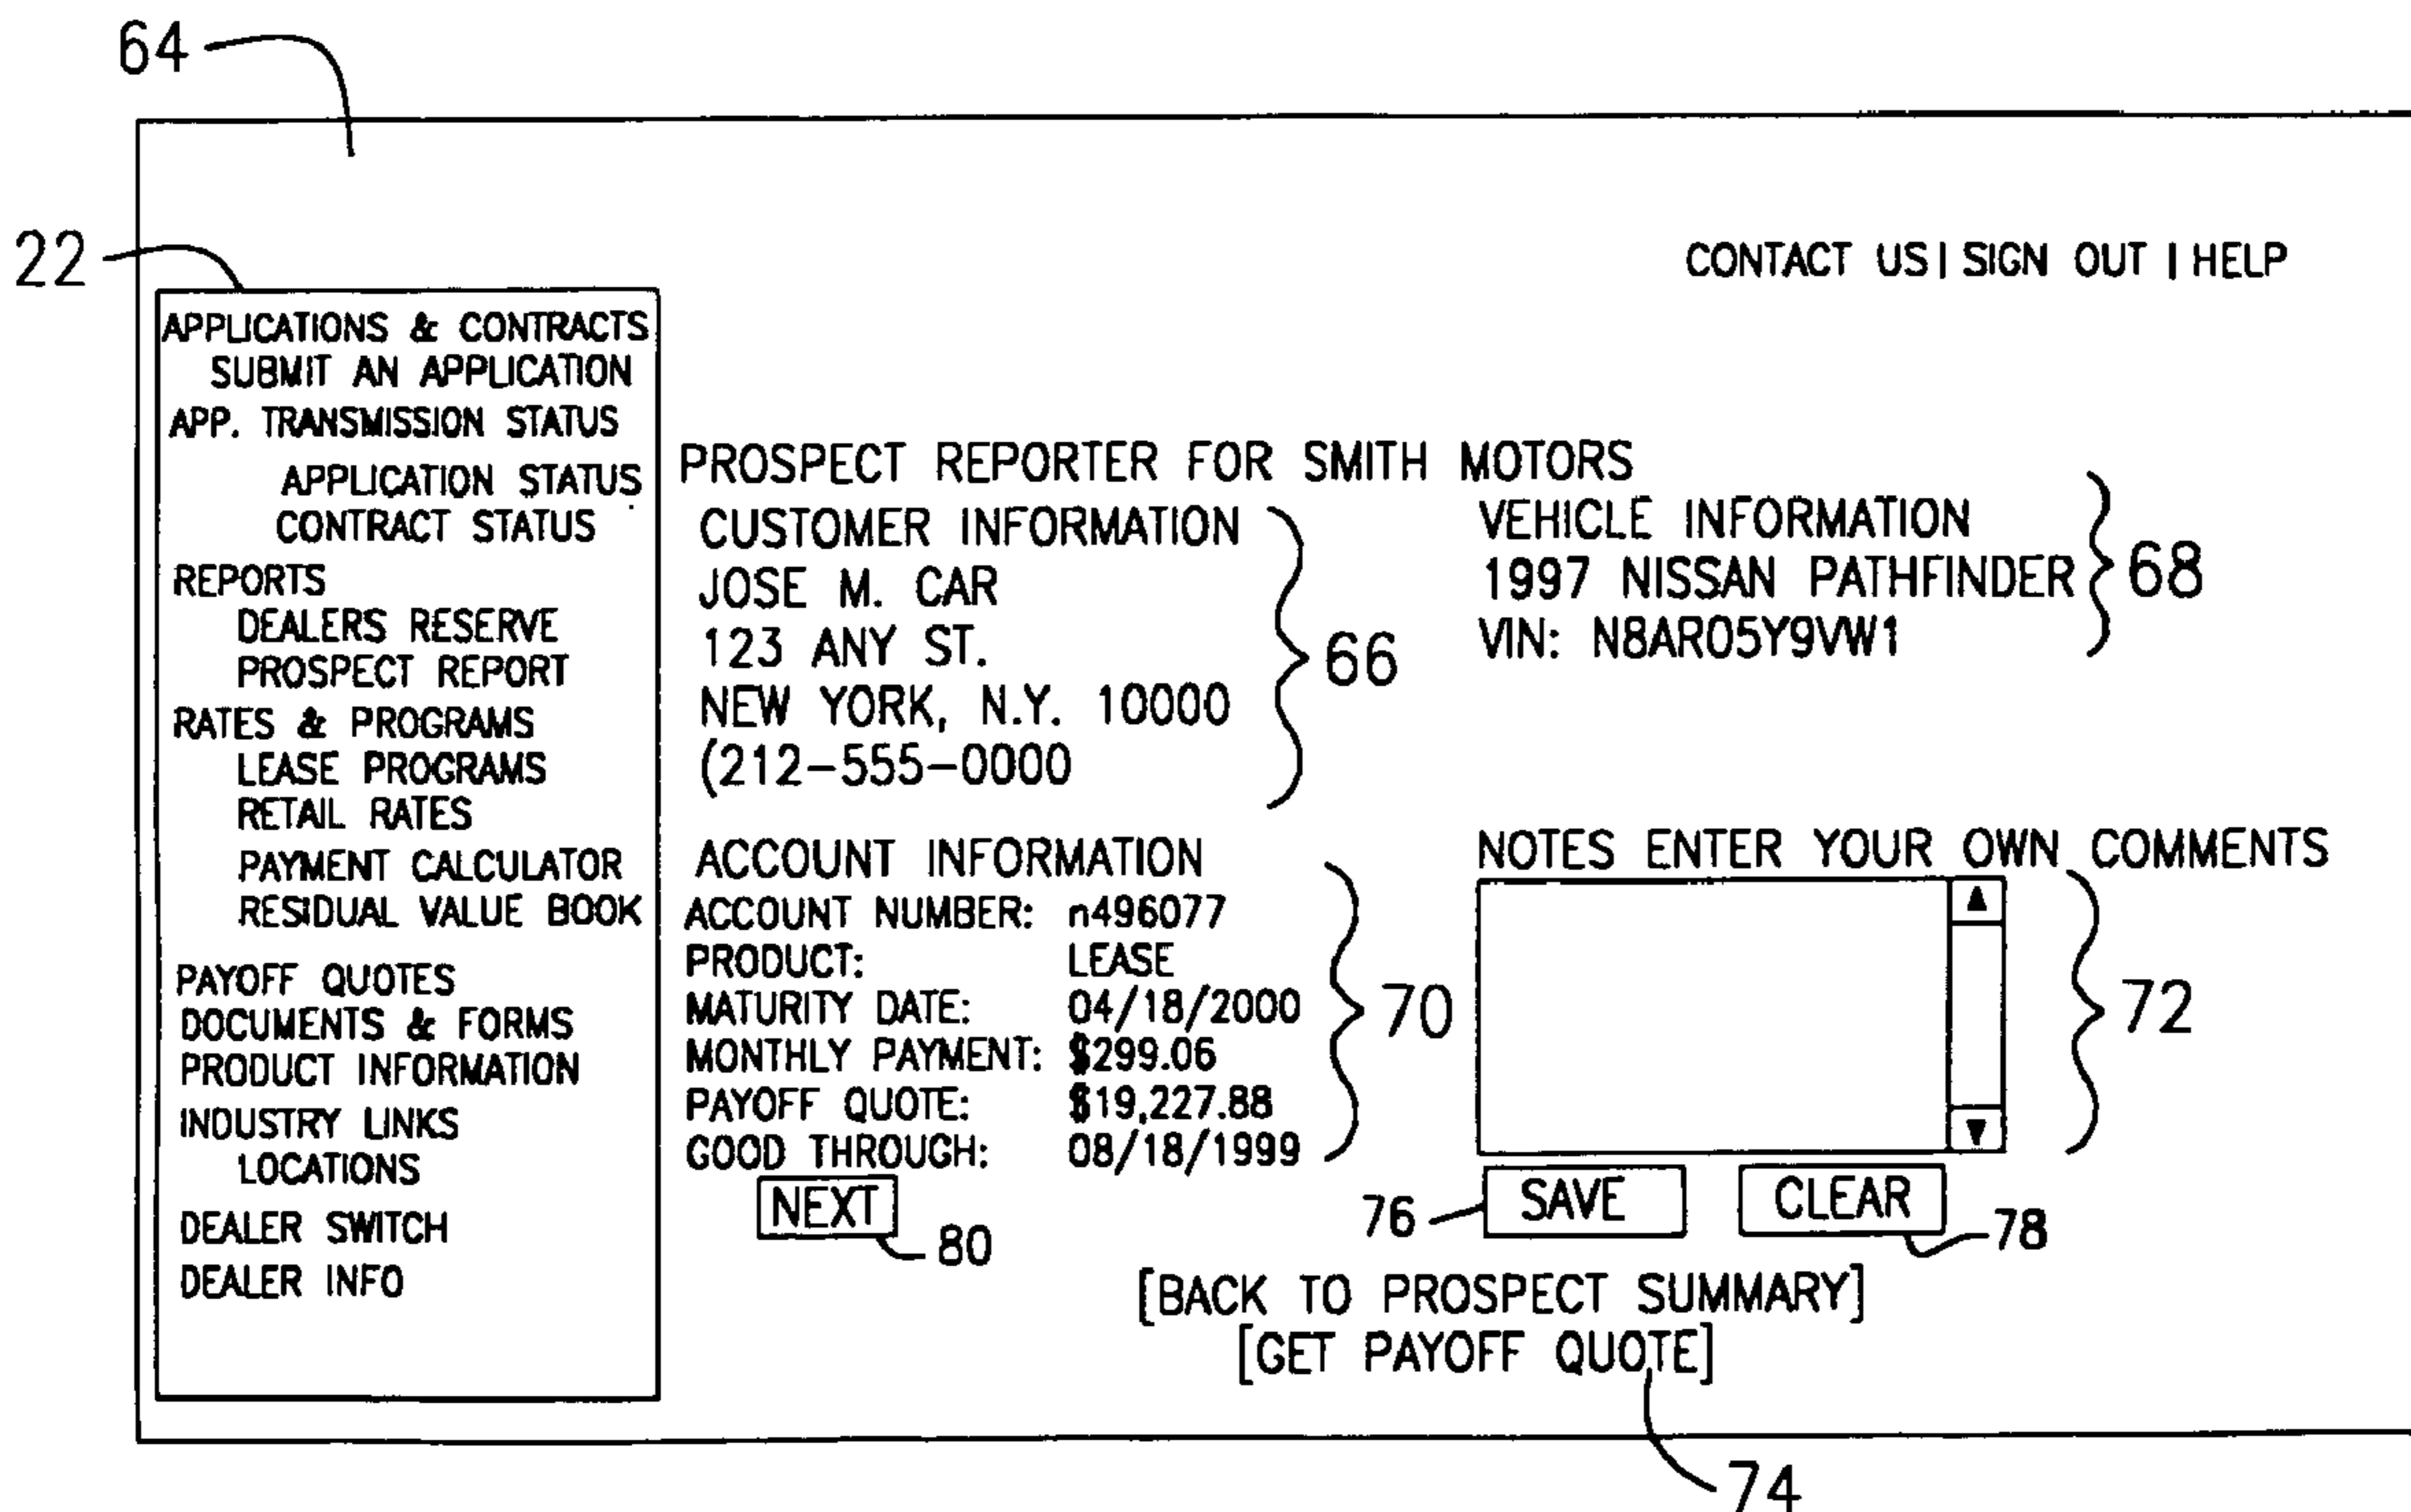 64
22
CONTACT US | SIGN OUT | HELP
APPLICATIONS & CONTRACTS
SUBMIT AN APPLICATION
APP. TRANSMISSION STATUS
APPLICATION STATUS
CONTRACT STATUS
REPORTS
DEALERS RESERVE
PROSPECT REPORT
RATES & PROGRAMS
LEASE PROGRAMS
RETAIL RATES
PAYMENT CALCULATOR
RESIDUAL VALUE BOOK
PAYOFF QUOTES
DOCUMENTS & FORMS
PRODUCT INFORMATION
INDUSTRY LINKS
LOCATIONS
DEALER SWITCH
DEALER INFO
PROSPECT REPORTER FOR SMITH MOTORS
CUSTOMER INFORMATION
JOSE M. CAR
123 ANY ST.
NEW YORK, N.Y. 10000
(212-555-0000
66
VEHICLE INFORMATION
1997 NISSAN PATHFINDER
VIN: N8AR05Y9VW1
68
ACCOUNT INFORMATION
ACCOUNT NUMBER: n496077
PRODUCT: LEASE
MATURITY DATE: 04/18/2000
MONTHLY PAYMENT: $299.06
PAYOFF QUOTE: $19,227.88
GOOD THROUGH: 08/18/1999
70
NEXT
80
NOTES ENTER YOUR OWN COMMENTS
72
76
SAVE
CLEAR
78
[BACK TO PROSPECT SUMMARY]
[GET PAYOFF QUOTE]
74